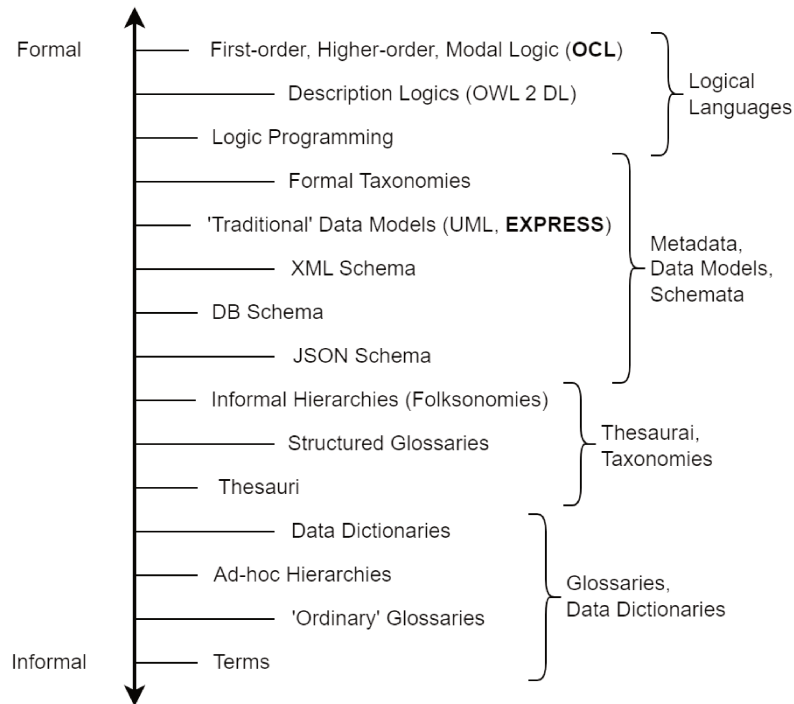 Formal
First-order, Higher-order, Modal Logic (OCL)
Description Logics (OWL 2 DL)
Logic Programming
Logical
Languages
Formal Taxonomies
'Traditional' Data Models (UML, EXPRESS)
XML Schema
DB Schema
JSON Schema
Metadata,
Data Models,
Schemata
Informal Hierarchies (Folksonomies)
Structured Glossaries
Thesauri
Thesaurai,
Taxonomies
Data Dictionaries
Ad-hoc Hierarchies
'Ordinary' Glossaries
Glossaries,
Data Dictionaries
Informal
Terms